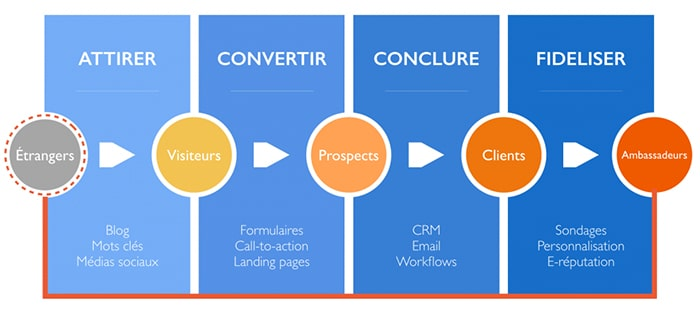 ATTIRER
CONVERTIR
CONCLURE
FIDELISER
Étrangers
Visiteurs
Prospects
Clients
Ambassadeurs
Blog
Mots clés
Médias sociaux
Formulaires
Call-to-action
Landing pages
CRM
Email
Workflows
Sondages
Personnalisation
E-réputation